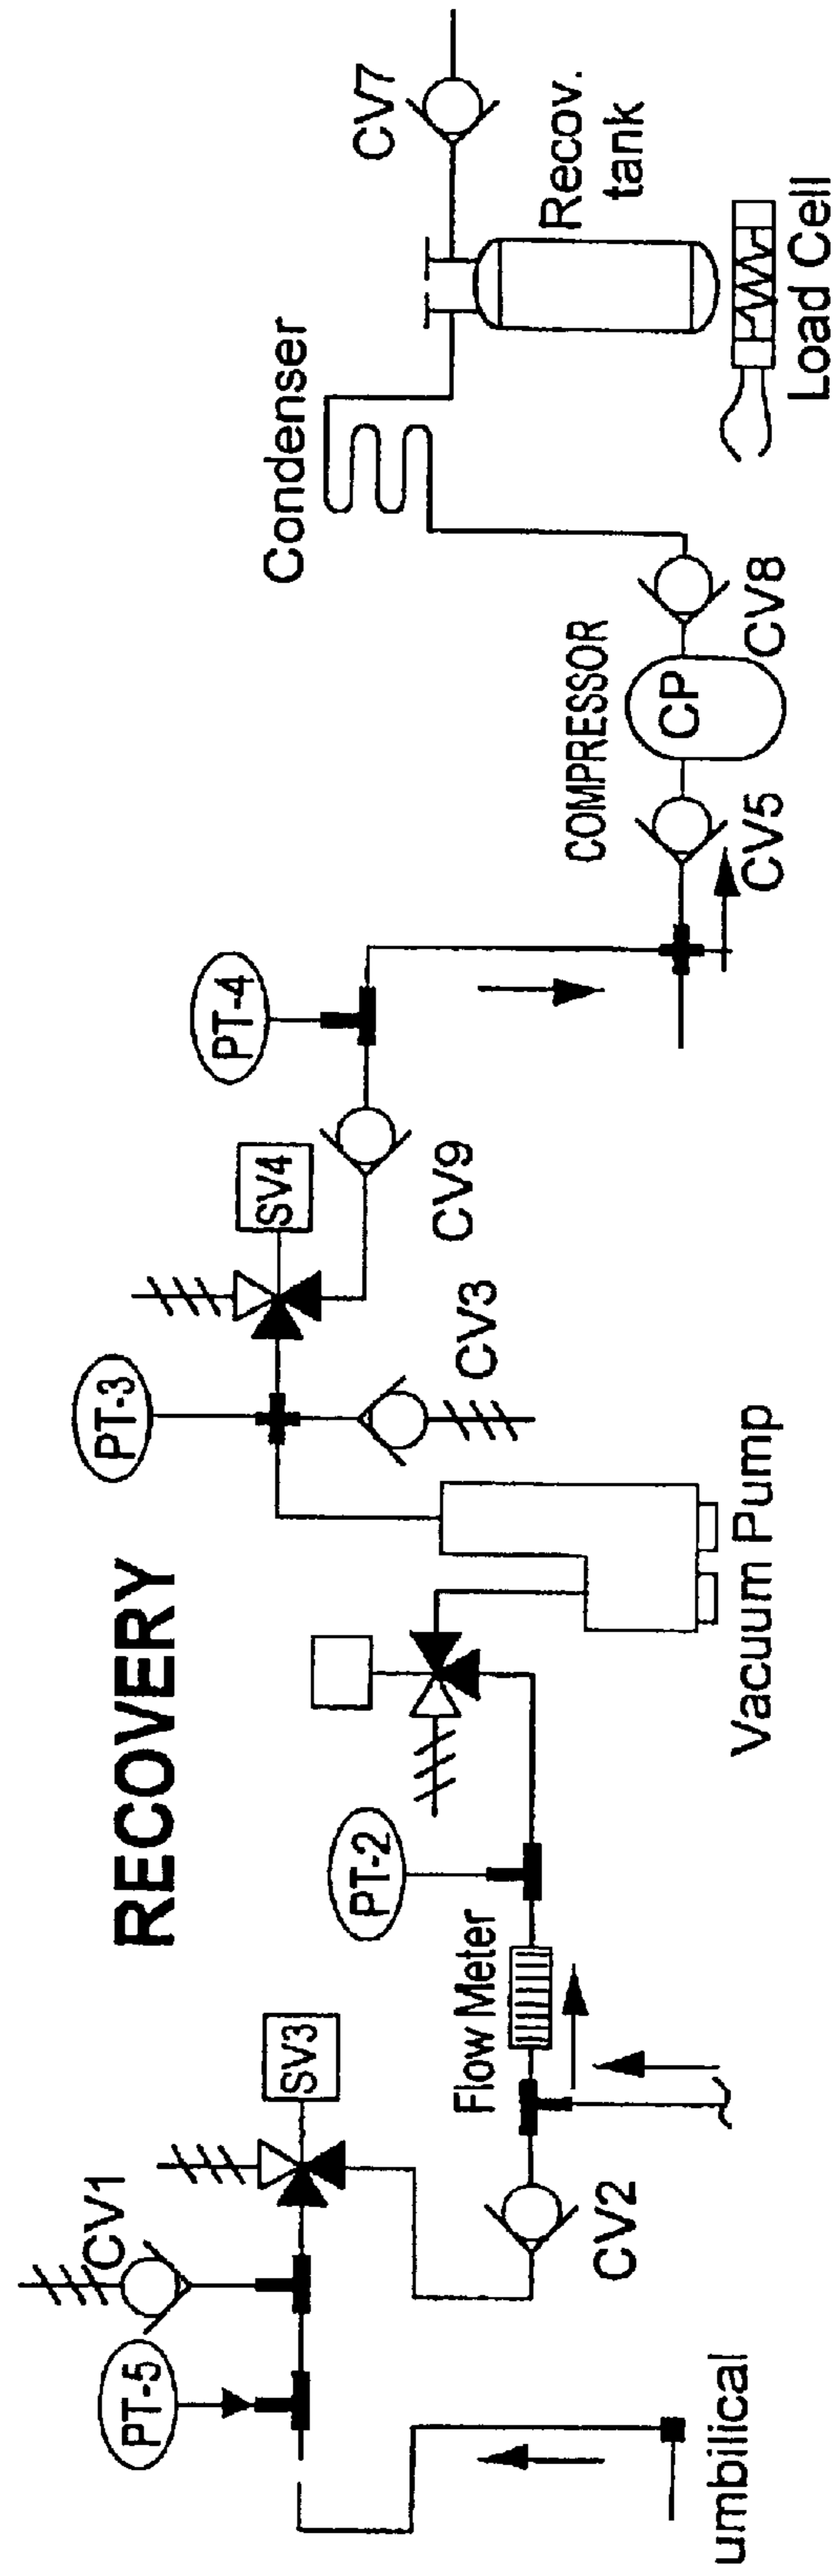 RECOVERY
umbilical
PT-5
CV1
SV3
CV2
Flow Meter
PT-2
Vacuum Pump
PT-3
CV3
SV4
CV9
PT-4
COMPRESSOR
CV5
CP
CV8
Condenser
Recov.
tank
Load Cell
CV7